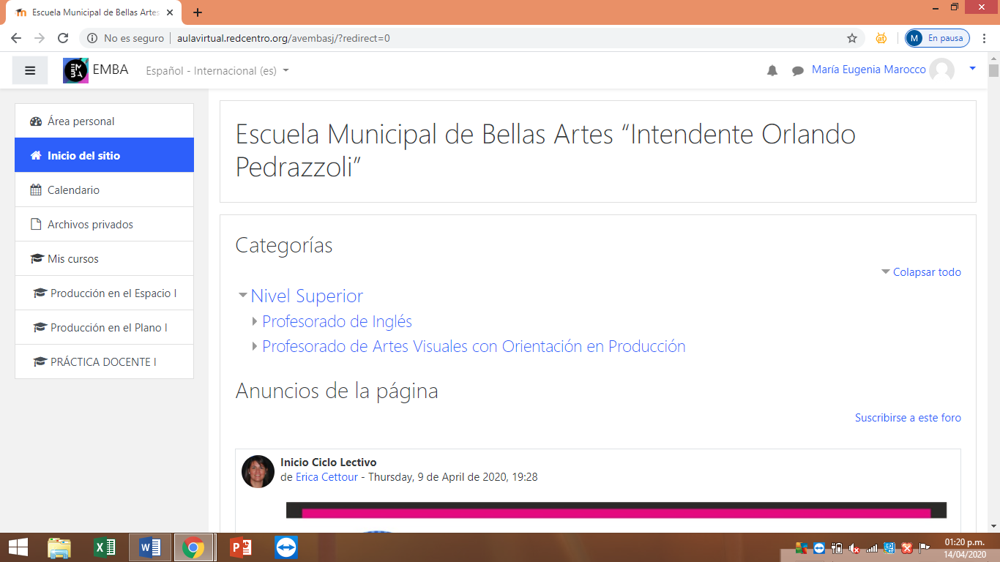 Escuela Municipal de Bellas Artes
No es seguro aulavirtual.redcentro.org/avembasj/?redirect=0
M En pausa
EMBA Español - Internacional (es)
María Eugenia Marocco
Área personal
Inicio del sitio
Calendario
Archivos privados
Mis cursos
Producción en el Espacio I
Producción en el Plano I
PRÁCTICA DOCENTE I
Escuela Municipal de Bellas Artes “Intendente Orlando
Pedrazzoli”
Categorías
Colapsar todo
Nivel Superior
Profesorado de Inglés
Profesorado de Artes Visuales con Orientación en Producción
Anuncios de la página
Suscribirse a este foro
Inicio Ciclo Lectivo
de Erica Cettour - Thursday, 9 de April de 2020, 19:28
01:20 p.m.
14/04/2020